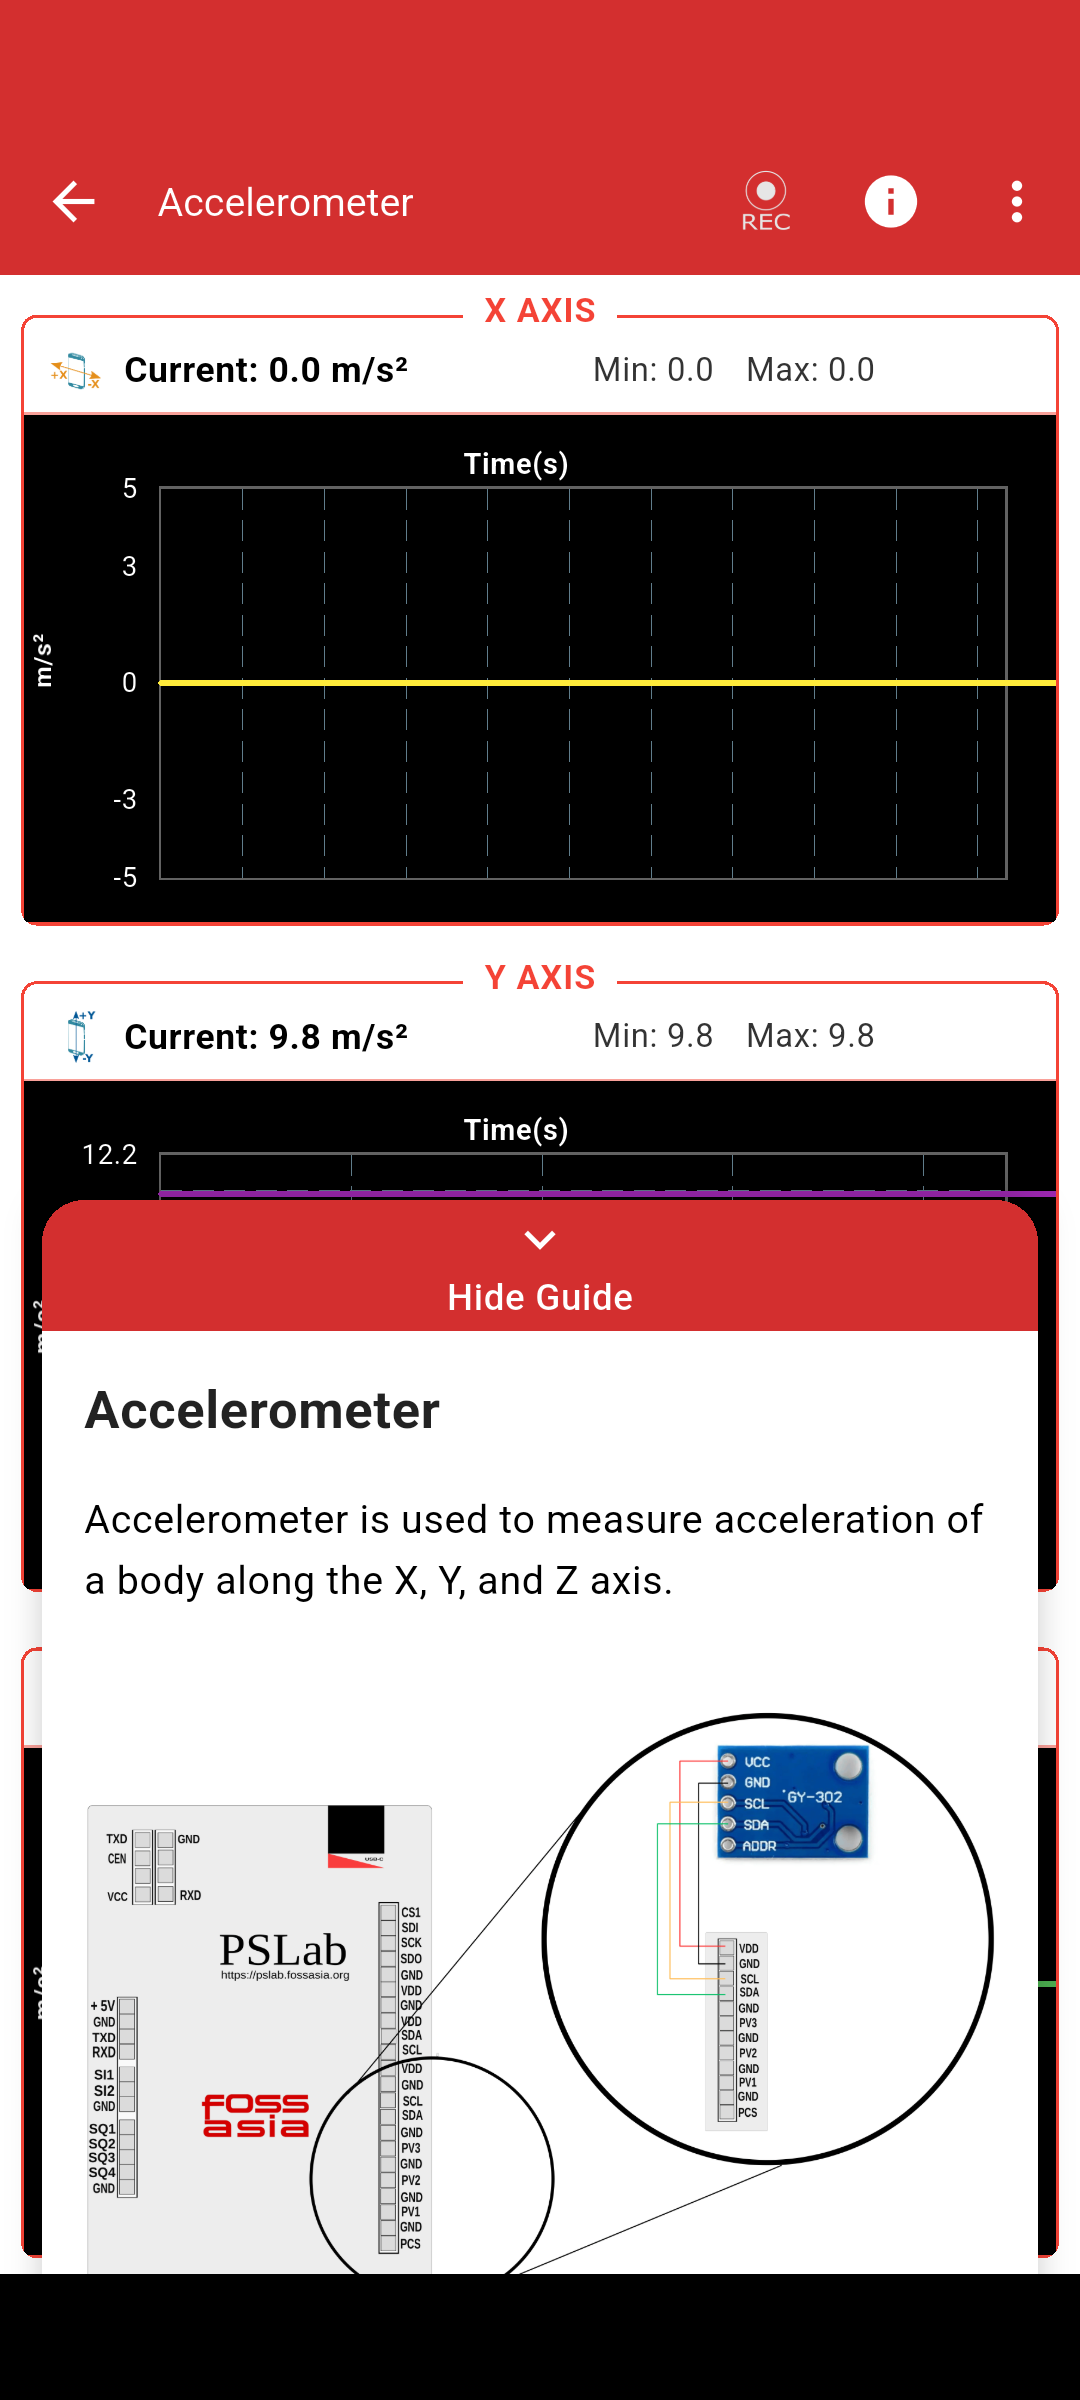 Accelerometer
REC
X AXIS
+X
-X
Current: 0.0 m/s²
Min: 0.0 Max: 0.0
Time(s)
5
3
0
-3
-5
m/s²
Y AXIS
+Y
-Y
Current: 9.8 m/s²
Min: 9.8 Max: 9.8
Time(s)
12.2
Hide Guide
Accelerometer
Accelerometer is used to measure acceleration of
a body along the X, Y, and Z axis.
VCC
GND
SCL
SDA
ADDR
GY-302
VDD
GND
SCL
SDA
GND
PV3
GND
PV2
GND
PV1
GND
PCS
TXD
GND
CEN
VCC
RXD
USB-C
PSLab
https://pslab.fossasia.org
CS1
SDI
SCK
SDO
GND
VDD
GND
VDD
SDA
SCL
VDD
GND
SCL
SDA
GND
PV3
GND
PV2
GND
PV1
GND
PCS
+ 5V
GND
TXD
RXD
SI1
SI2
GND
SQ1
SQ2
SQ3
SQ4
GND
FOSS
asia